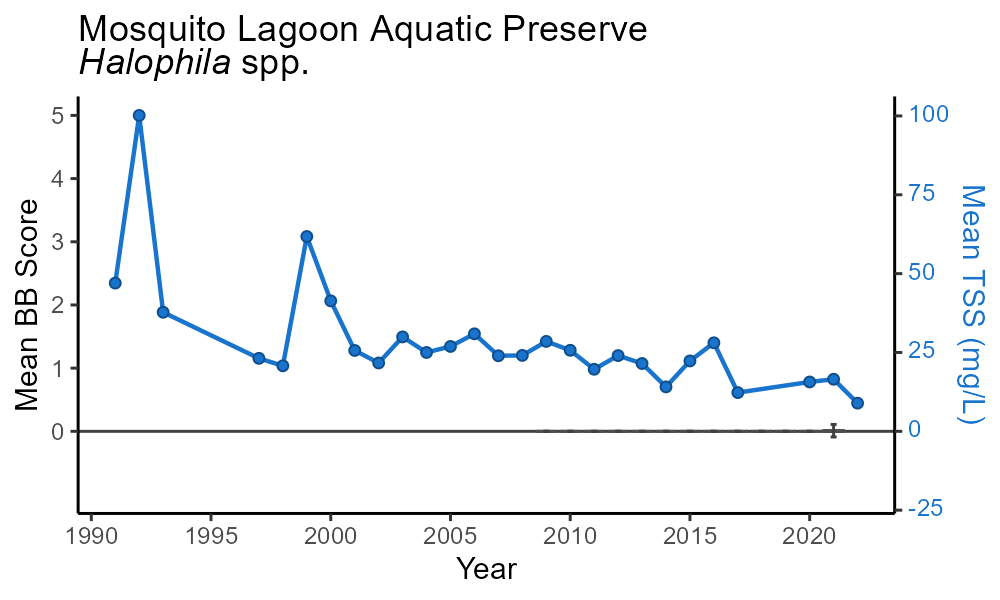 Mosquito Lagoon Aquatic Preserve
Halophila spp.
5
4
3
2
1
0
Mean BB Score
100
75
50
25
0
-25
Mean TSS (mg/L)
1990 1995 2000 2005 2010 2015 2020
Year